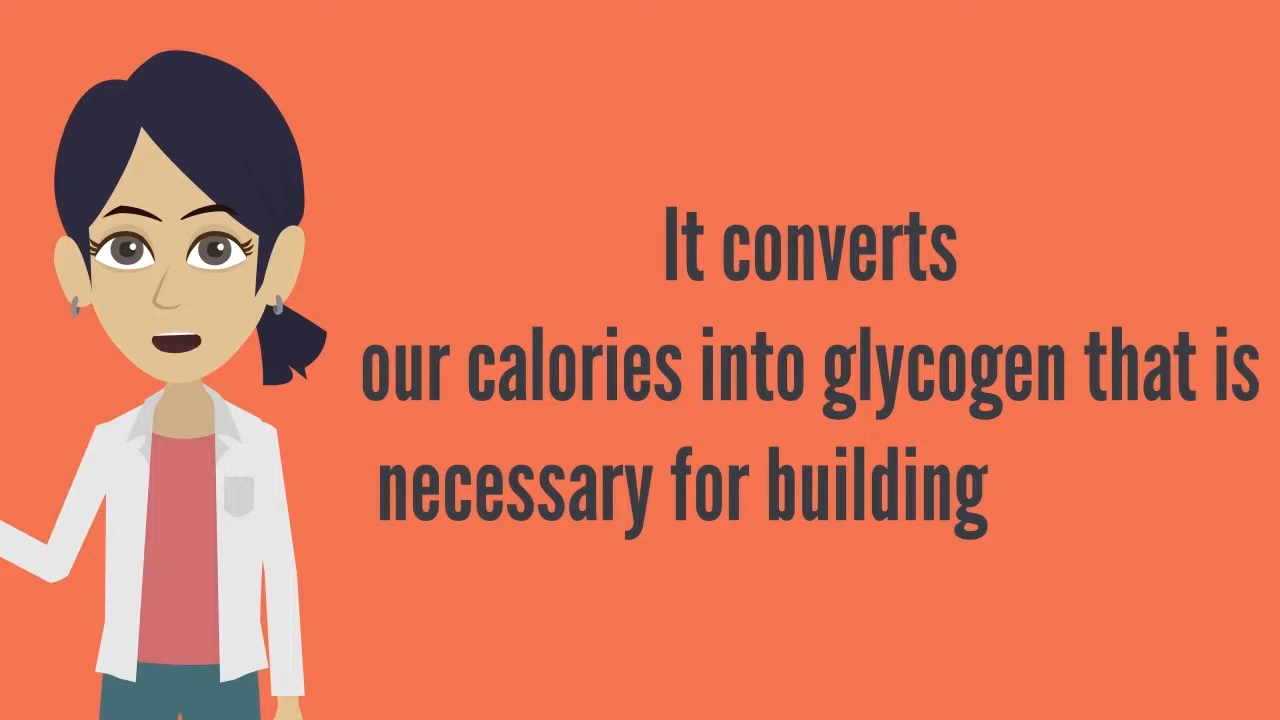 It converts
our calories into glycogen that is
necessary for building